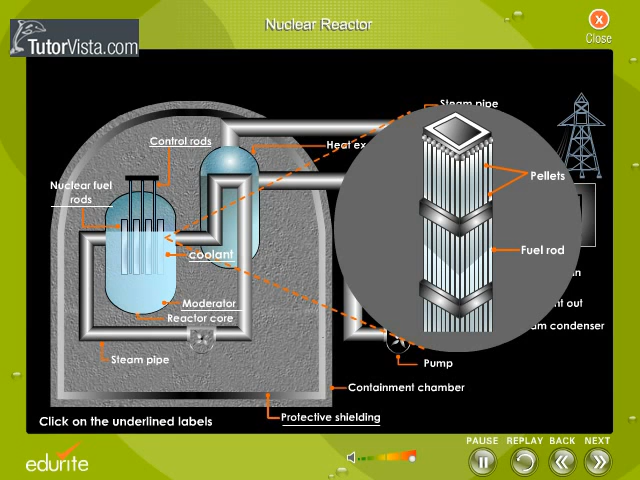 Nuclear Reactor
Close
TutorVista.com
Steam pipe
Control rods
Heat ex
Nuclear fuel
rods
Pellets
coolant
Fuel rod
Moderator
Reactor core
out
condenser
Steam pipe
Pump
Containment chamber
Click on the underlined labels
Protective shielding
PAUSE REPLAY BACK NEXT
edurite